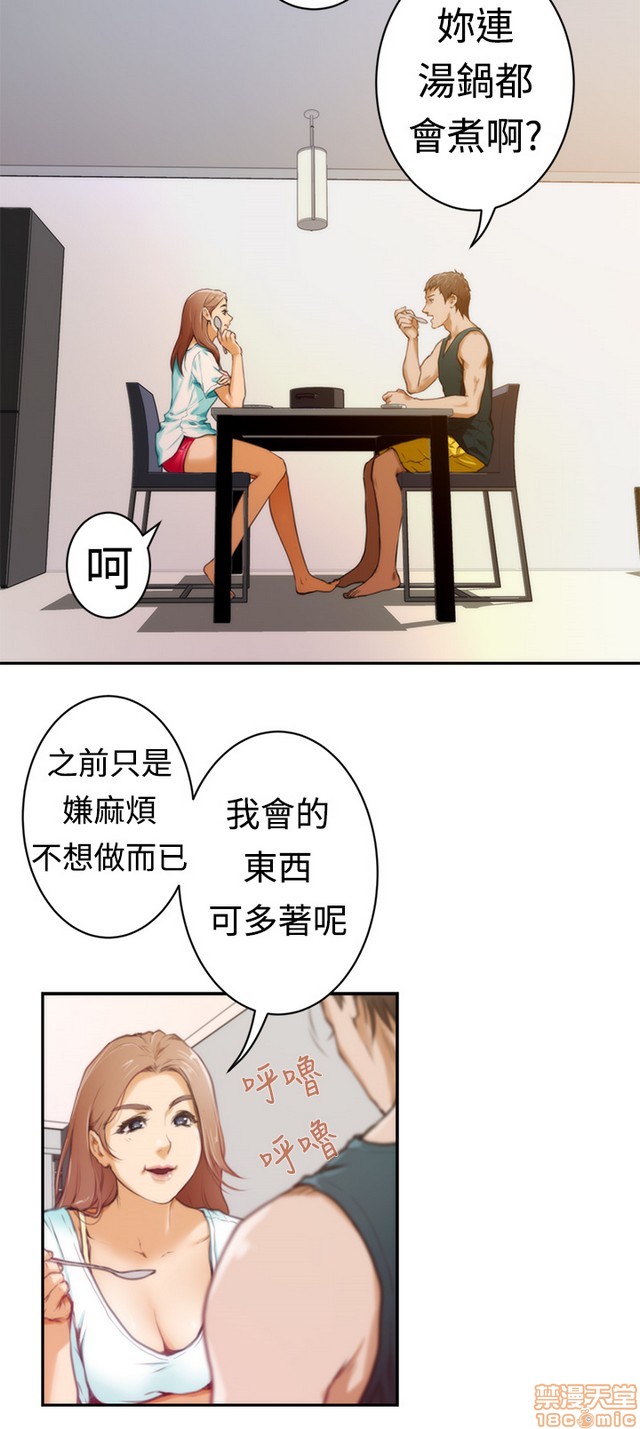 妳連
湯鍋都
會煮啊?
呵
之前只是
嫌麻煩
不想做而已
我會的
東西
可多著呢
呼嚕
呼嚕
禁漫天堂
18comic